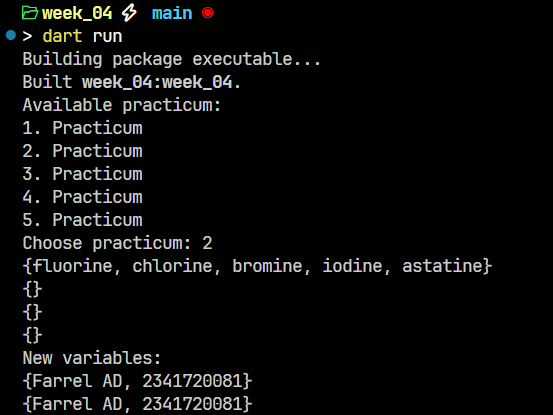 week_04 main
> dart run
Building package executable...
Built week_04:week_04.
Available practicum:
1. Practicum
2. Practicum
3. Practicum
4. Practicum
5. Practicum
Choose practicum: 2
{fluorine, chlorine, bromine, iodine, astatine}
{}
{}
{}
New variables:
{Farrel AD, 2341720081}
{Farrel AD, 2341720081}